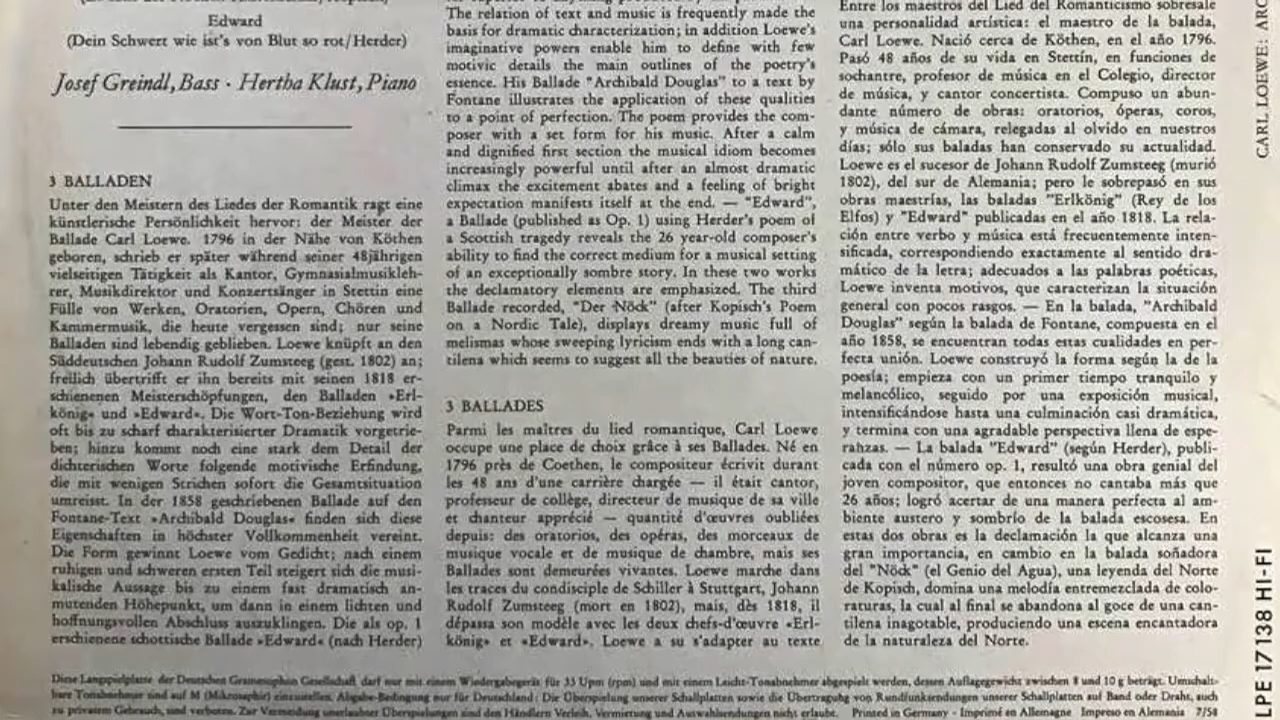 Edward
(Dein Schwert wie ist's von Blut so rot/Herder)
Josef Greindl, Bass · Hertha Klust, Piano
3 BALLADEN
Unter den Meistern des Liedes der Romantik ragt eine
künstlerische Persönlichkeit hervor: der Meister der
Ballade Carl Loewe. 1796 in der Nähe von Köthen
geboren, schrieb er später während seiner 48jährigen
vielseitigen Tätigkeit als Kantor, Gymnasialmusikleh-
rer, Musikdirektor und Konzertsänger in Stettin eine
Fülle von Werken, Oratorien, Opern, Chören und
Kammermusik, die heute vergessen sind; nur seine
Balladen sind lebendig geblieben. Loewe knüpft an den
Süddeutschen Johann Rudolf Zumsteeg (gest. 1802) an;
freilich übertrifft er ihn bereits mit seinen 1818 er-
schienenen Meisterschöpfungen, den Balladen »Erl-
könig« und »Edward«. Die Wort-Ton-Beziehung wird
oft bis zu scharf charakterisierter Dramatik vorgetrie-
ben; hinzu kommt noch eine stark dem Detail der
dichterischen Worte folgende motivische Erfindung,
die mit wenigen Strichen sofort die Gesamtsituation
umreisst. In der 1858 geschriebenen Ballade auf den
Fontane-Text »Archibald Douglas« finden sich diese
Eigenschaften in höchster Vollkommenheit vereint.
Die Form gewinnt Loewe vom Gedicht; nach einem
ruhigen und schweren ersten Teil steigert sich die musi-
kalische Aussage bis zu einem fast dramatisch an-
mutenden Höhepunkt, um dann in einem lichten und
hoffnungsvollen Abschluss auszuklingen. Die als op. 1
erschienene schottische Ballade »Edward« (nach Herder)
The relation of text and music is frequently made the
basis for dramatic characterization; in addition Loewe's
imaginative powers enable him to define with few
motivic details the main outlines of the poetry's
essence. His Ballade "Archibald Douglas" to a text by
Fontane illustrates the application of these qualities
to a point of perfection. The poem provides the com-
poser with a set form for his music. After a calm
and dignified first section the musical idiom becomes
increasingly powerful until after an almost dramatic
climax the excitement abates and a feeling of bright
expectation manifests itself at the end. — "Edward",
a Ballade (published as Op. 1) using Herder's poem of
a Scottish tragedy reveals the 26 year-old composer's
ability to find the correct medium for a musical setting
of an exceptionally sombre story. In these two works
the declamatory elements are emphasized. The third
Ballade recorded, "Der Nöck" (after Kopisch's Poem
on a Nordic Tale), displays dreamy music full of
melismas whose sweeping lyricism ends with a long can-
tilena which seems to suggest all the beauties of nature.
3 BALLADES
Parmi les maîtres du lied romantique, Carl Loewe
occupe une place de choix grâce à ses Ballades. Né en
1796 près de Coethen, le compositeur écrivit durant
les 48 ans d'une carrière chargée — il était cantor,
professeur de collège, directeur de musique de sa ville
et chanteur apprécié — quantité d'œuvres oubliées
depuis: des oratorios, des opéras, des morceaux de
musique vocale et de musique de chambre, mais ses
Ballades sont demeurées vivantes. Loewe marche dans
les traces du condisciple de Schiller à Stuttgart, Johann
Rudolf Zumsteeg (mort en 1802), mais, dès 1818, il
dépassa son modèle avec les deux chefs-d'œuvre »Erl-
könig« et »Edward«. Loewe a su s'adapter au texte
Entre los maestros del Lied del Romanticismo sobresale
una personalidad artística: el maestro de la balada,
Carl Loewe. Nació cerca de Köthen, en el año 1796.
Pasó 48 años de su vida en Stettín, en funciones de
sochantre, profesor de música en el Colegio, director
de música, y cantor concertista. Compuso un abun-
dante número de obras: oratorios, óperas, coros,
y música de cámara, relegadas al olvido en nuestros
días; sólo sus baladas han conservado su actualidad.
Loewe es el sucesor de Johann Rudolf Zumsteeg (murió
1802), del sur de Alemania; pero le sobrepasó en sus
obras maestrías, las baladas "Erlkönig" (Rey de los
Elfos) y "Edward" publicadas en el año 1818. La rela-
ción entre verbo y música está frecuentemente inten-
sificada, correspondiendo exactamente al sentido dra-
mático de la letra; adecuados a las palabras poéticas,
Loewe inventa motivos, que caracterizan la situación
general con pocos rasgos. — En la balada, "Archibald
Douglas" según la balada de Fontane, compuesta en el
año 1858, se encuentran todas estas cualidades en per-
fecta unión. Loewe construyó la forma según la de la
poesía; empieza con un primer tiempo tranquilo y
melancólico, seguido por una exposición musical,
intensificándose hasta una culminación casi dramática,
y termina con una agradable perspectiva llena de espe-
rahzas. — La balada "Edward" (según Herder), publi-
cada con el número op. 1, resultó una obra genial del
joven compositor, que entonces no cantaba más que
26 años; logró acertar de una manera perfecta al am-
biente austero y sombrío de la balada escosesa. En
estas dos obras es la declamación la que alcanza una
gran importancia, en cambio en la balada soñadora
del "Nöck" (el Genio del Agua), una leyenda del Norte
de Kopisch, domina una melodía entremezclada de colo-
raturas, la cual al final se abandona al goce de una can-
tilena inagotable, produciendo una escena encantadora
de la naturaleza del Norte.
Diese Langspielplatte der Deutschen Grammophon Gesellschaft darf nur mit einem Wiedergabegerät für 33 Upm (rpm) und mit einem Leicht-Tonabnehmer abgespielt werden, dessen Auflagegewicht zwischen 8 und 10 g beträgt. Umschalt-
bare Tonabnehmer sind auf M (Mikrosaphir) einzustellen. Abgabe-Bedingung nur für Deutschland: Die Überspielung unserer Schallplatten sowie die Übertragung von Rundfunksendungen unserer Schallplatten auf Band oder Draht, auch
zu privatem Gebrauch, sind verboten. Zur Vermeidung unerlaubter Überspielungen sind den Händlern Verleih, Vermietung und Auswahlsendungen nicht erlaubt. Printed in Germany - Imprimé en Allemagne Impreso en Alemania 7/58
CARL LOEWE: ARC
LPE 17138 HI-FI